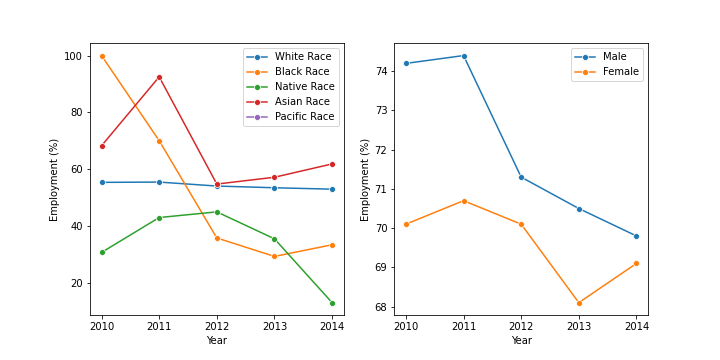 100
80
60
40
20
Employment (%)
2010 2011 2012 2013 2014
Year
White Race
Black Race
Native Race
Asian Race
Pacific Race
74
73
72
71
70
69
68
Employment (%)
2010 2011 2012 2013 2014
Year
Male
Female